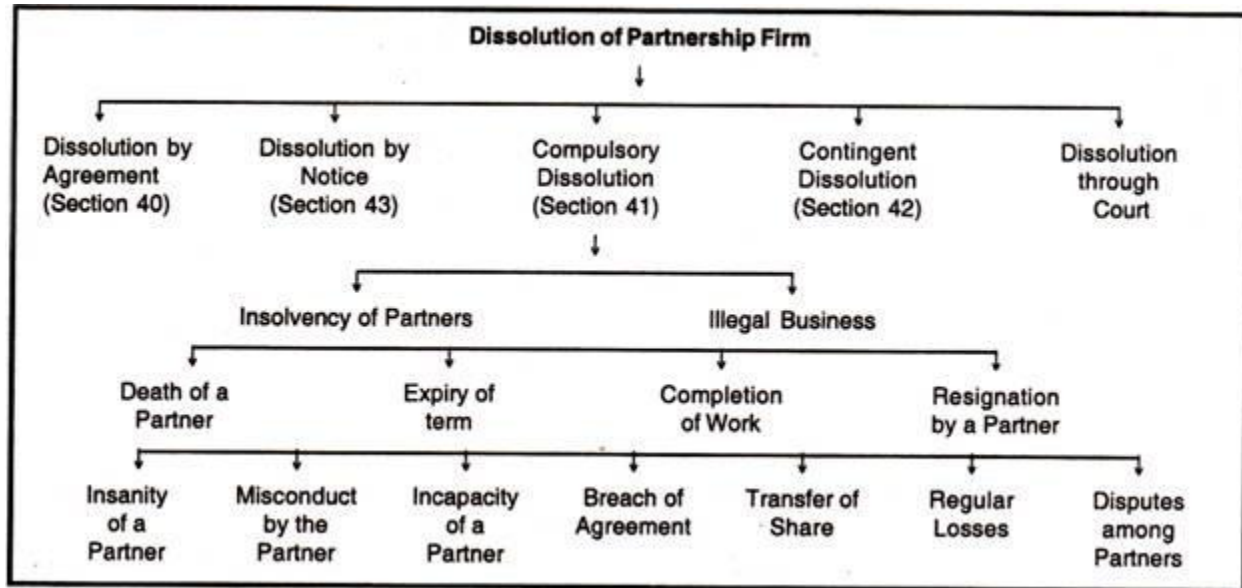 Dissolution of Partnership Firm
Dissolution by
Agreement
(Section 40)
Dissolution by
Notice
(Section 43)
Compulsory
Dissolution
(Section 41)
Contingent
Dissolution
(Section 42)
Dissolution
through
Court
Insolvency of Partners
Illegal Business
Death of a
Partner
Expiry of
term
Completion
of Work
Resignation
by a Partner
Insanity
of a
Partner
Misconduct
by the
Partner
Incapacity
of a
Partner
Breach of
Agreement
Transfer of
Share
Regular
Losses
Disputes
among
Partners